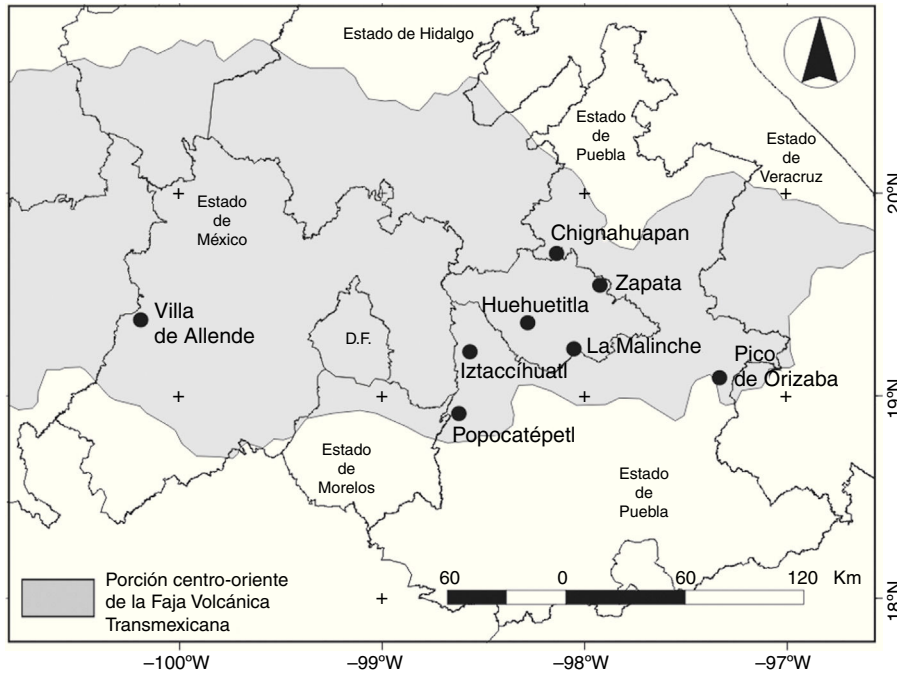 Estado de Hidalgo
Estado
de
Puebla
Estado
de
Veracruz
20°N
Estado
de
México
Chignahuapan
Zapata
Huehuetitla
Villa
de Allende
D.F.
La Malinche
Iztaccíhuatl
Pico
de Orizaba
19°N
Popocatépetl
Estado
de
Morelos
Estado
de
Puebla
Porción centro-oriente
de la Faja Volcánica
Transmexicana
60 0 60 120 Km
18°N
–100°W –99°W –98°W –97°W